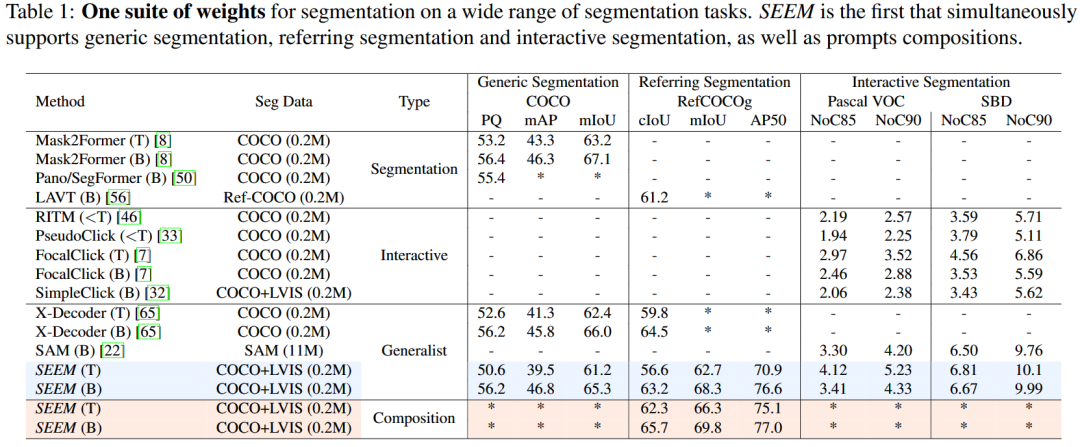 Table 1: One suite of weights for segmentation on a wide range of segmentation tasks. SEEM is the first that simultaneously
supports generic segmentation, referring segmentation and interactive segmentation, as well as prompts compositions.
Generic Segmentation Referring Segmentation Interactive Segmentation
Method Seg Data Type COCO RefCOCOg Pascal VOC SBD
PQ mAP mIoU cIoU mIoU AP50 NoC85 NoC90 NoC85 NoC90
Mask2Former (T) [8] COCO (0.2M) 53.2 43.3 63.2 - - - - - - -
Mask2Former (B) [8] COCO (0.2M) 56.4 46.3 67.1 - - - - - - -
Pano/SegFormer (B) [50] COCO (0.2M) Segmentation 55.4 * * - - - - - - -
LAVT (B) [56] Ref-COCO (0.2M) - - - 61.2 * * - - - -
RITM (<T) [46] COCO (0.2M) - - - - - - 2.19 2.57 3.59 5.71
PseudoClick (<T) [33] COCO (0.2M) - - - - - - 1.94 2.25 3.79 5.11
FocalClick (T) [7] COCO (0.2M) Interactive - - - - - - 2.97 3.52 4.56 6.86
FocalClick (B) [7] COCO (0.2M) - - - - - - 2.46 2.88 3.53 5.59
SimpleClick (B) [32] COCO+LVIS (0.2M) - - - - - - 2.06 2.38 3.43 5.62
X-Decoder (T) [65] COCO (0.2M) 52.6 41.3 62.4 59.8 * * - - - -
X-Decoder (B) [65] COCO (0.2M) 56.2 45.8 66.0 64.5 * * - - - -
SAM (B) [22] SAM (11M) Generalist - - - - - - 3.30 4.20 6.50 9.76
SEEM (T) COCO+LVIS (0.2M) 50.6 39.5 61.2 56.6 62.7 70.9 4.12 5.23 6.81 10.1
SEEM (B) COCO+LVIS (0.2M) 56.2 46.8 65.3 63.2 68.3 76.6 3.41 4.33 6.67 9.99
SEEM (T) COCO+LVIS (0.2M) Composition * * * 62.3 66.3 75.1 * * * *
SEEM (B) COCO+LVIS (0.2M) * * * 65.7 69.8 77.0 * * * *